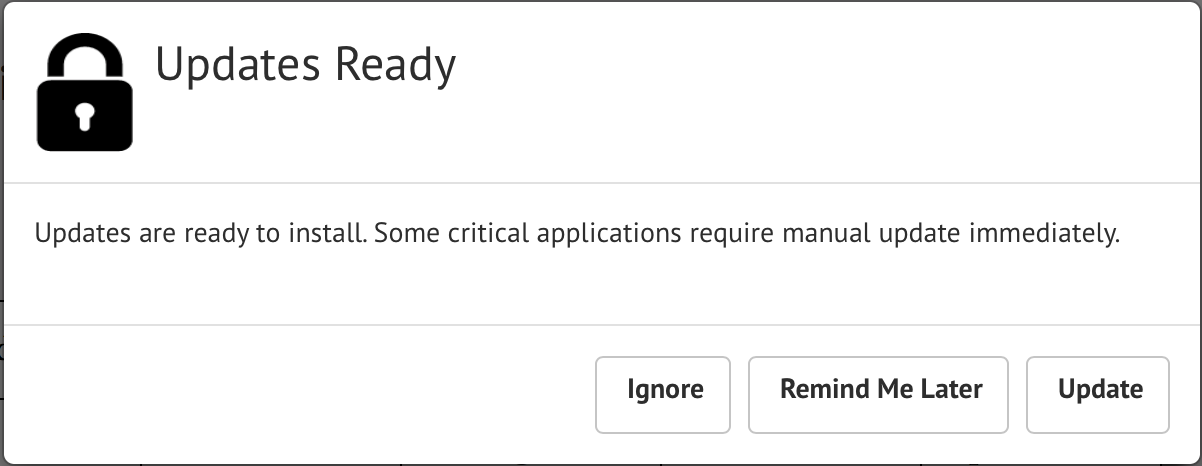 Updates Ready
Updates are ready to install. Some critical applications require manual update immediately.
Ignore Remind Me Later Update